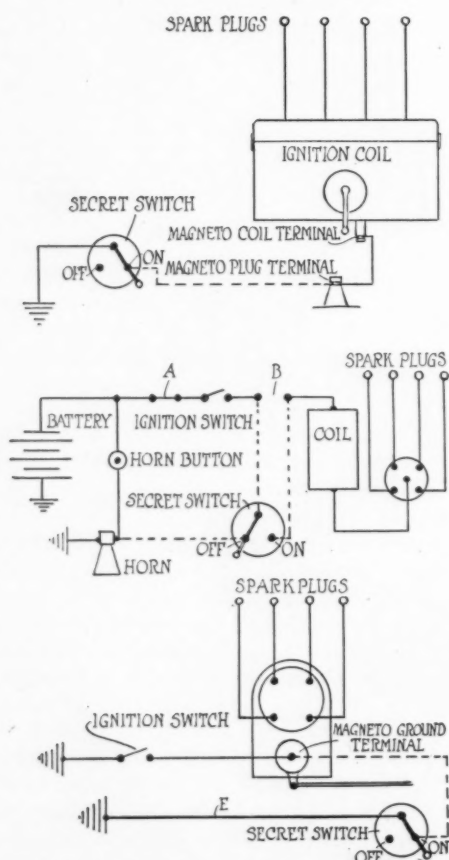 SPARK PLUGS
IGNITION COIL
SECRET SWITCH
MAGNETO COIL TERMINAL
ON
OFF
MAGNETO PLUG TERMINAL
A
B
SPARK PLUGS
BATTERY
IGNITION SWITCH
COIL
HORN BUTTON
SECRET SWITCH
OFF
ON
HORN
SPARK PLUGS
IGNITION SWITCH
MAGNETO GROUND
TERMINAL
E
SECRET SWITCH
ON
OFF